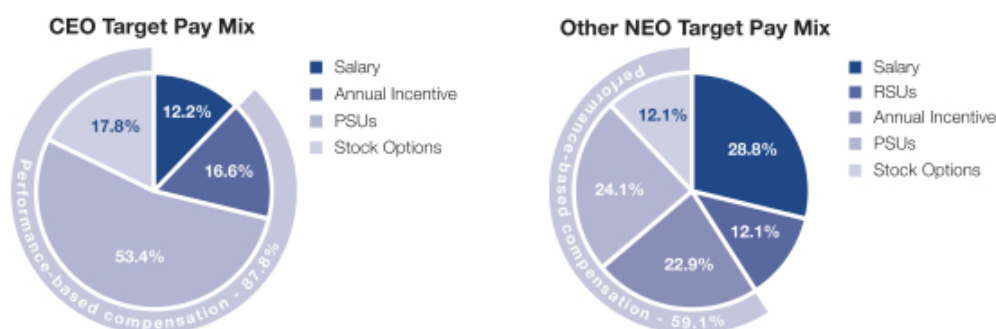 CEO Target Pay Mix
Salary
Annual Incentive
PSUs
Stock Options
12.2%
16.6%
53.4%
17.8%
Performance-based compensation - 87.8%
Other NEO Target Pay Mix
Salary
RSUs
Annual Incentive
PSUs
Stock Options
28.8%
12.1%
22.9%
24.1%
12.1%
Performance-based compensation - 59.1%